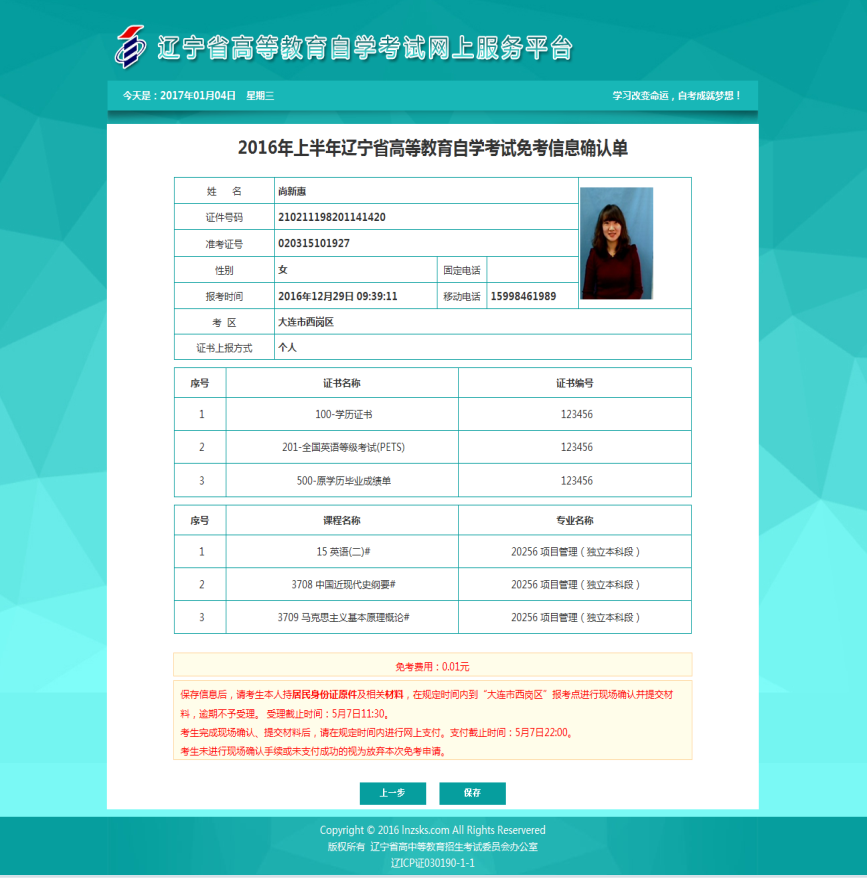 辽宁省高等教育自学考试网上服务平台
今天是：2017年01月04日 星期三 学习改变命运，自考成就梦想！
2016年上半年辽宁省高等教育自学考试免考信息确认单
姓 名 尚新惠
证件号码 210211198201141420
准考证号 020315101927
性别 女 固定电话
报考时间 2016年12月29日 09:39:11 移动电话 15998461989
考 区 大连市西岗区
证书上报方式 个人
序号 证书名称 证书编号
1 100-学历证书 123456
2 201-全国英语等级考试(PETS) 123456
3 500-原学历毕业成绩单 123456
序号 课程名称 专业名称
1 15 英语(二)# 20256 项目管理（独立本科段）
2 3708 中国近现代史纲要# 20256 项目管理（独立本科段）
3 3709 马克思主义基本原理概论# 20256 项目管理（独立本科段）
免考费用：0.01元
保存信息后，请考生本人持居民身份证原件及相关材料，在规定时间内到“大连市西岗区”报考点进行现场确认并提交材
料，逾期不予受理。 受理截止时间：5月7日11:30。
考生完成现场确认、提交材料后，请在规定时间内进行网上支付。支付截止时间：5月7日22:00。
考生未进行现场确认手续或未支付成功的视为放弃本次免考申请。
上一步 保存
Copyright © 2016 lnzsks.com All Rights Reservered
版权所有 辽宁省高中等教育招生考试委员会办公室
辽ICP证030190-1-1